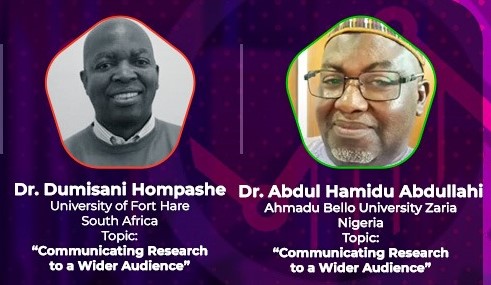 Dr. Dumisani Hompashe
University of Fort Hare
South Africa
Topic:
“Communicating Research
to a Wider Audience”
Dr. Abdul Hamidu Abdullahi
Ahmadu Bello University Zaria
Nigeria
Topic:
“Communicating Research
to a Wider Audience”